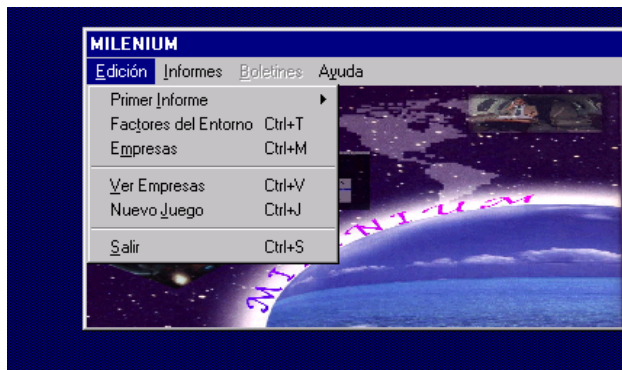 MILENIUM
Edición Informes Boletines Ayuda
Primer Informe
Factores del Entorno Ctrl+T
Empresas Ctrl+M
Ver Empresas Ctrl+V
Nuevo Juego Ctrl+J
Salir Ctrl+S
MILENIUM